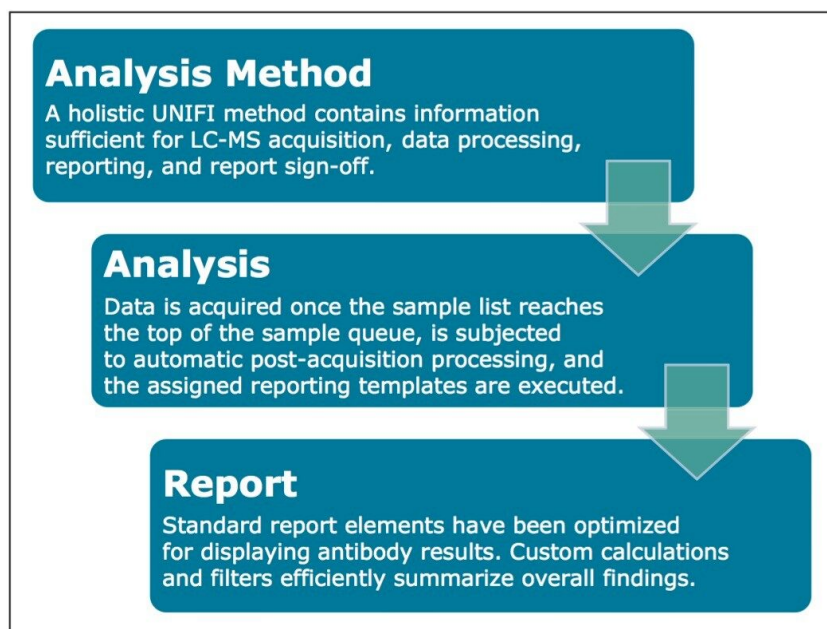 Analysis Method
A holistic UNIFI method contains information
sufficient for LC-MS acquisition, data processing,
reporting, and report sign-off.
Analysis
Data is acquired once the sample list reaches
the top of the sample queue, is subjected
to automatic post-acquisition processing, and
the assigned reporting templates are executed.
Report
Standard report elements have been optimized
for displaying antibody results. Custom calculations
and filters efficiently summarize overall findings.